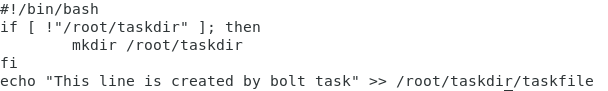 #!/bin/bash
if [ !"/root/taskdir" ]; then
        mkdir /root/taskdir
fi
echo "This line is created by bolt task" >> /root/taskdir/taskfile